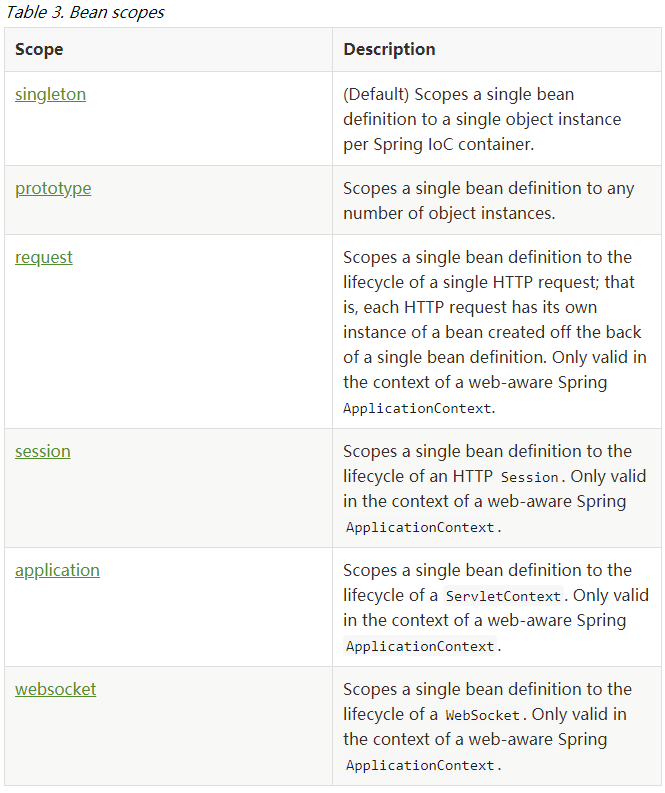 Table 3. Bean scopes
Scope
Description
singleton
(Default) Scopes a single bean
definition to a single object instance
per Spring IoC container.
prototype
Scopes a single bean definition to any
number of object instances.
request
Scopes a single bean definition to the
lifecycle of a single HTTP request; that
is, each HTTP request has its own
instance of a bean created off the back
of a single bean definition. Only valid in
the context of a web-aware Spring
ApplicationContext.
session
Scopes a single bean definition to the
lifecycle of an HTTP Session. Only valid
in the context of a web-aware Spring
ApplicationContext.
application
Scopes a single bean definition to the
lifecycle of a ServletContext. Only valid
in the context of a web-aware Spring
ApplicationContext.
websocket
Scopes a single bean definition to the
lifecycle of a WebSocket. Only valid in
the context of a web-aware Spring
ApplicationContext.